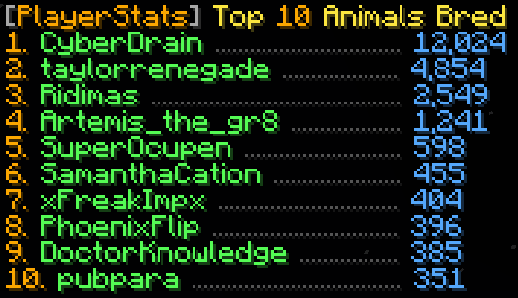 [PlayerStats] Top 10 Animals Bred
1. CyberDrain ........................ 12,024
2. taylorrenegade ............... 4,854
3. Ridimas ................................ 2,549
4. Artemis_the_gr8 .............. 1,241
5. SuperOcupen .................... 598
6. SamanthaCation ................ 455
7. xFreakImpx ........................ 404
8. PhoenixFlip ........................ 396
9. DoctorKnowledge .............. 385
10. pubpara ............................ 351